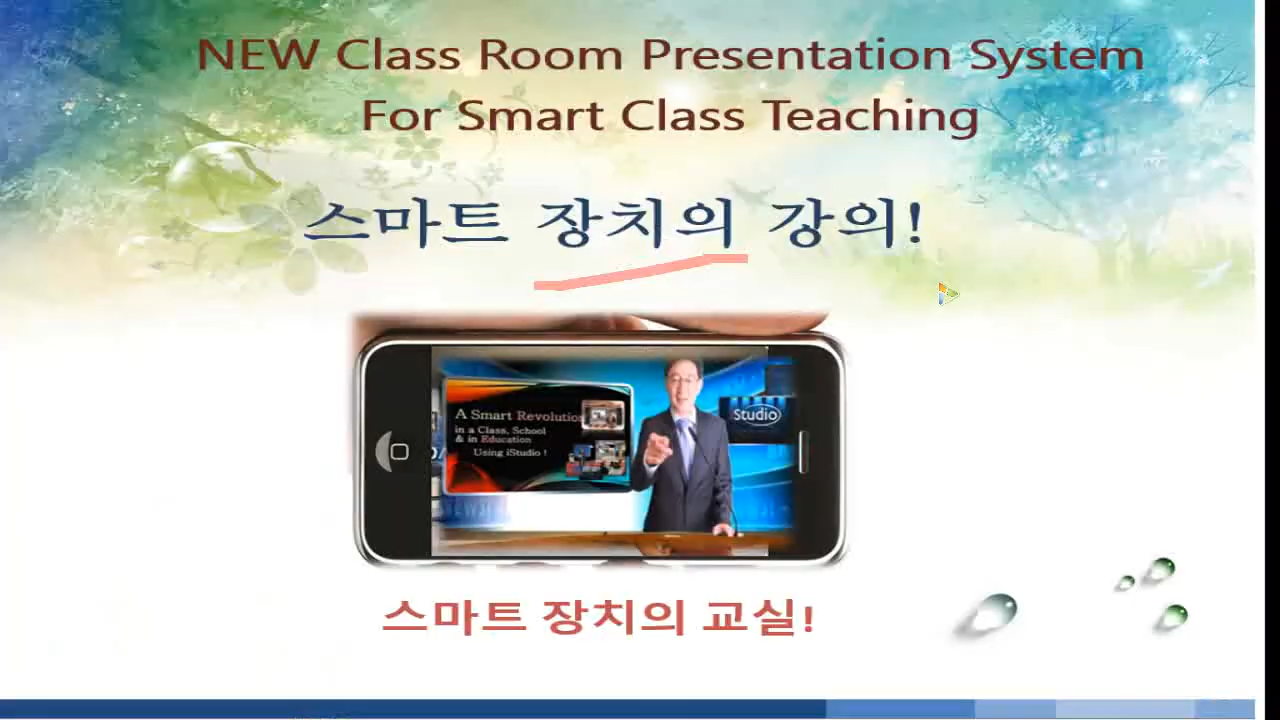 NEW Class Room Presentation System
For Smart Class Teaching
스마트 장치의 강의!
A Smart Revolution
in a Class, School
& in Education
Using iStudio !
Studio
스마트 장치의 교실!